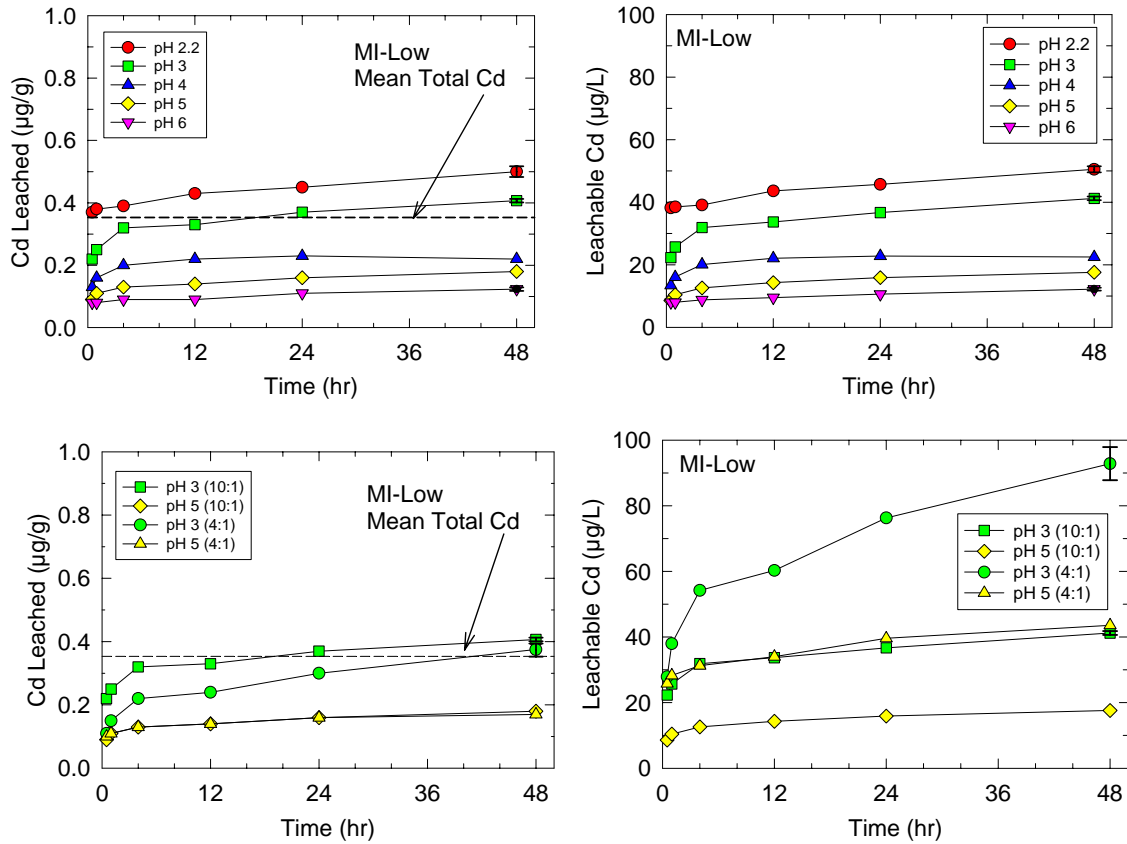 Cd Leached (µg/g)
1.0
0.8
0.6
0.4
0.2
0.0
pH 2.2
pH 3
pH 4
pH 5
pH 6
MI-Low
Mean Total Cd
0
12
24
36
48
Time (hr)
Leachable Cd (µg/L)
100
80
60
40
20
0
MI-Low
pH 2.2
pH 3
pH 4
pH 5
pH 6
0
12
24
36
48
Time (hr)
Cd Leached (µg/g)
1.0
0.8
0.6
0.4
0.2
0.0
pH 3 (10:1)
pH 5 (10:1)
pH 3 (4:1)
pH 5 (4:1)
MI-Low
Mean Total Cd
0
12
24
36
48
Time (hr)
Leachable Cd (µg/L)
100
80
60
40
20
0
MI-Low
pH 3 (10:1)
pH 5 (10:1)
pH 3 (4:1)
pH 5 (4:1)
0
12
24
36
48
Time (hr)